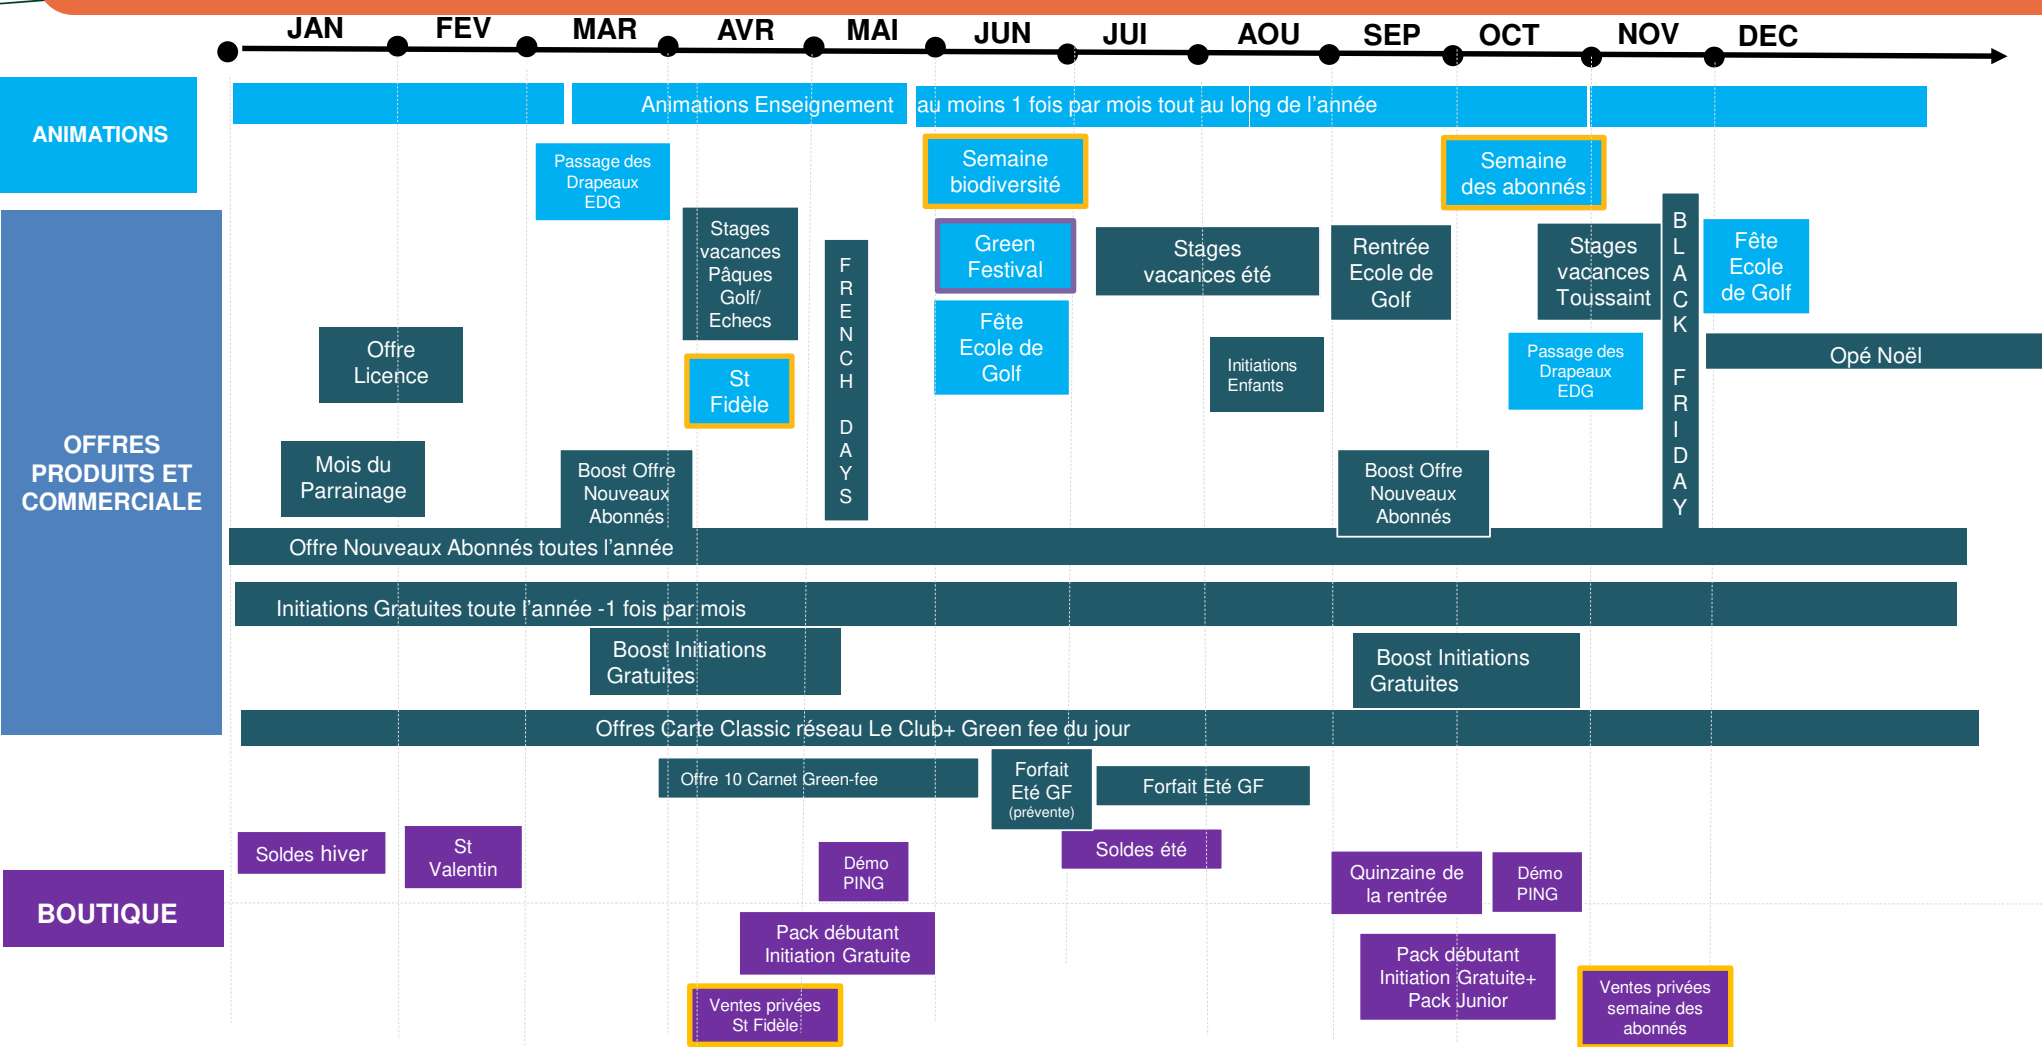 JAN FEV MAR AVR MAI JUN JUI AOU SEP OCT NOV DEC
ANIMATIONS
Animations Enseignement au moins 1 fois par mois tout au long de l'année
Passage des
Drapeaux
EDG
Semaine
biodiversité
Semaine
des abonnés
OFFRES
PRODUITS ET
COMMERCIALE
Stages
vacances
Pâques
Golf/
Echecs
FRENCH DAYS
Green
Festival
Stages
vacances été
Rentrée
Ecole de
Golf
Stages
vacances
Toussaint
BLACK FRIDAY
Fête
Ecole
de Golf
Offre
Licence
St
Fidèle
Fête
Ecole de
Golf
Initiations
Enfants
Passage des
Drapeaux
EDG
Opé Noël
Mois du
Parrainage
Boost Offre
Nouveaux
Abonnés
Boost Offre
Nouveaux
Abonnés
Offre Nouveaux Abonnés toutes l'année
Initiations Gratuites toute l'année -1 fois par mois
Boost Initiations
Gratuites
Boost Initiations
Gratuites
Offres Carte Classic réseau Le Club+ Green fee du jour
Offre 10 Carnet Green-fee
Forfait
Eté GF
(prévente)
Forfait Eté GF
BOUTIQUE
Soldes hiver
St
Valentin
Démo
PING
Soldes été
Quinzaine de
la rentrée
Démo
PING
Pack débutant
Initiation Gratuite
Pack débutant
Initiation Gratuite+
Pack Junior
Ventes privées
St Fidèle
Ventes privées
semaine des
abonnés